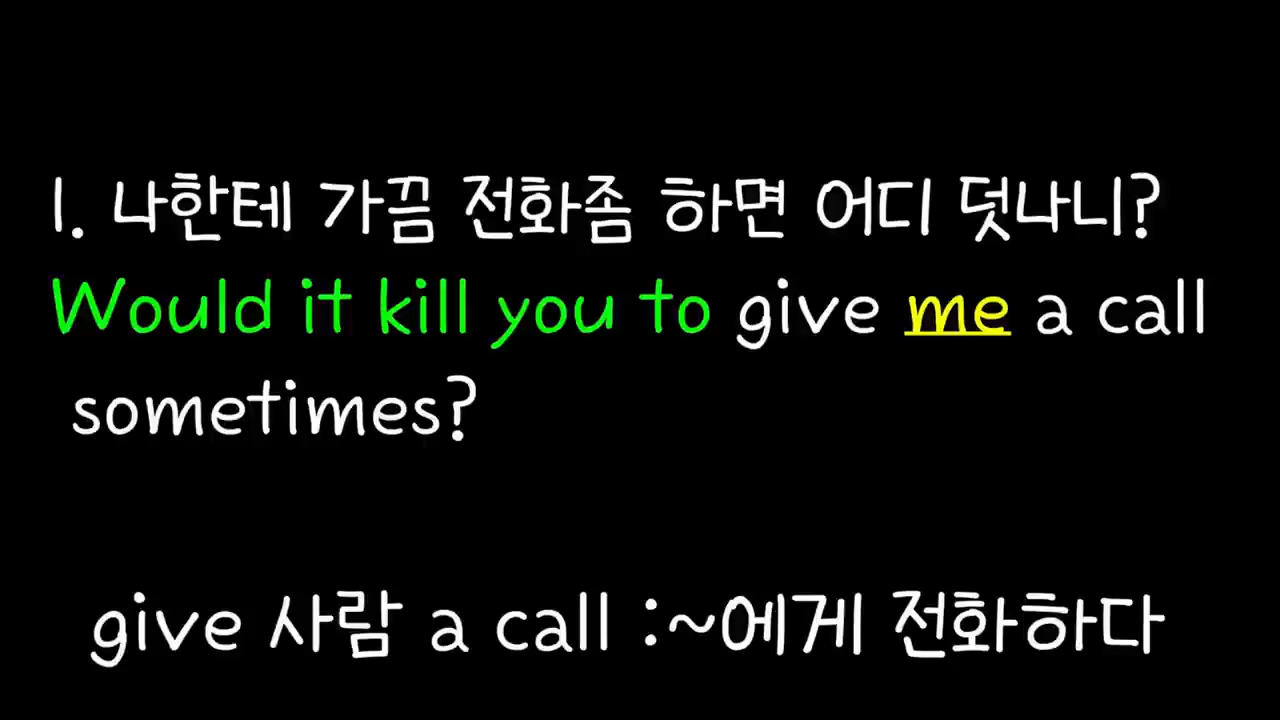 1. 나한테 가끔 전화좀 하면 어디 덧나니?
Would it kill you to give me a call
sometimes?
give 사람 a call :~에게 전화하다